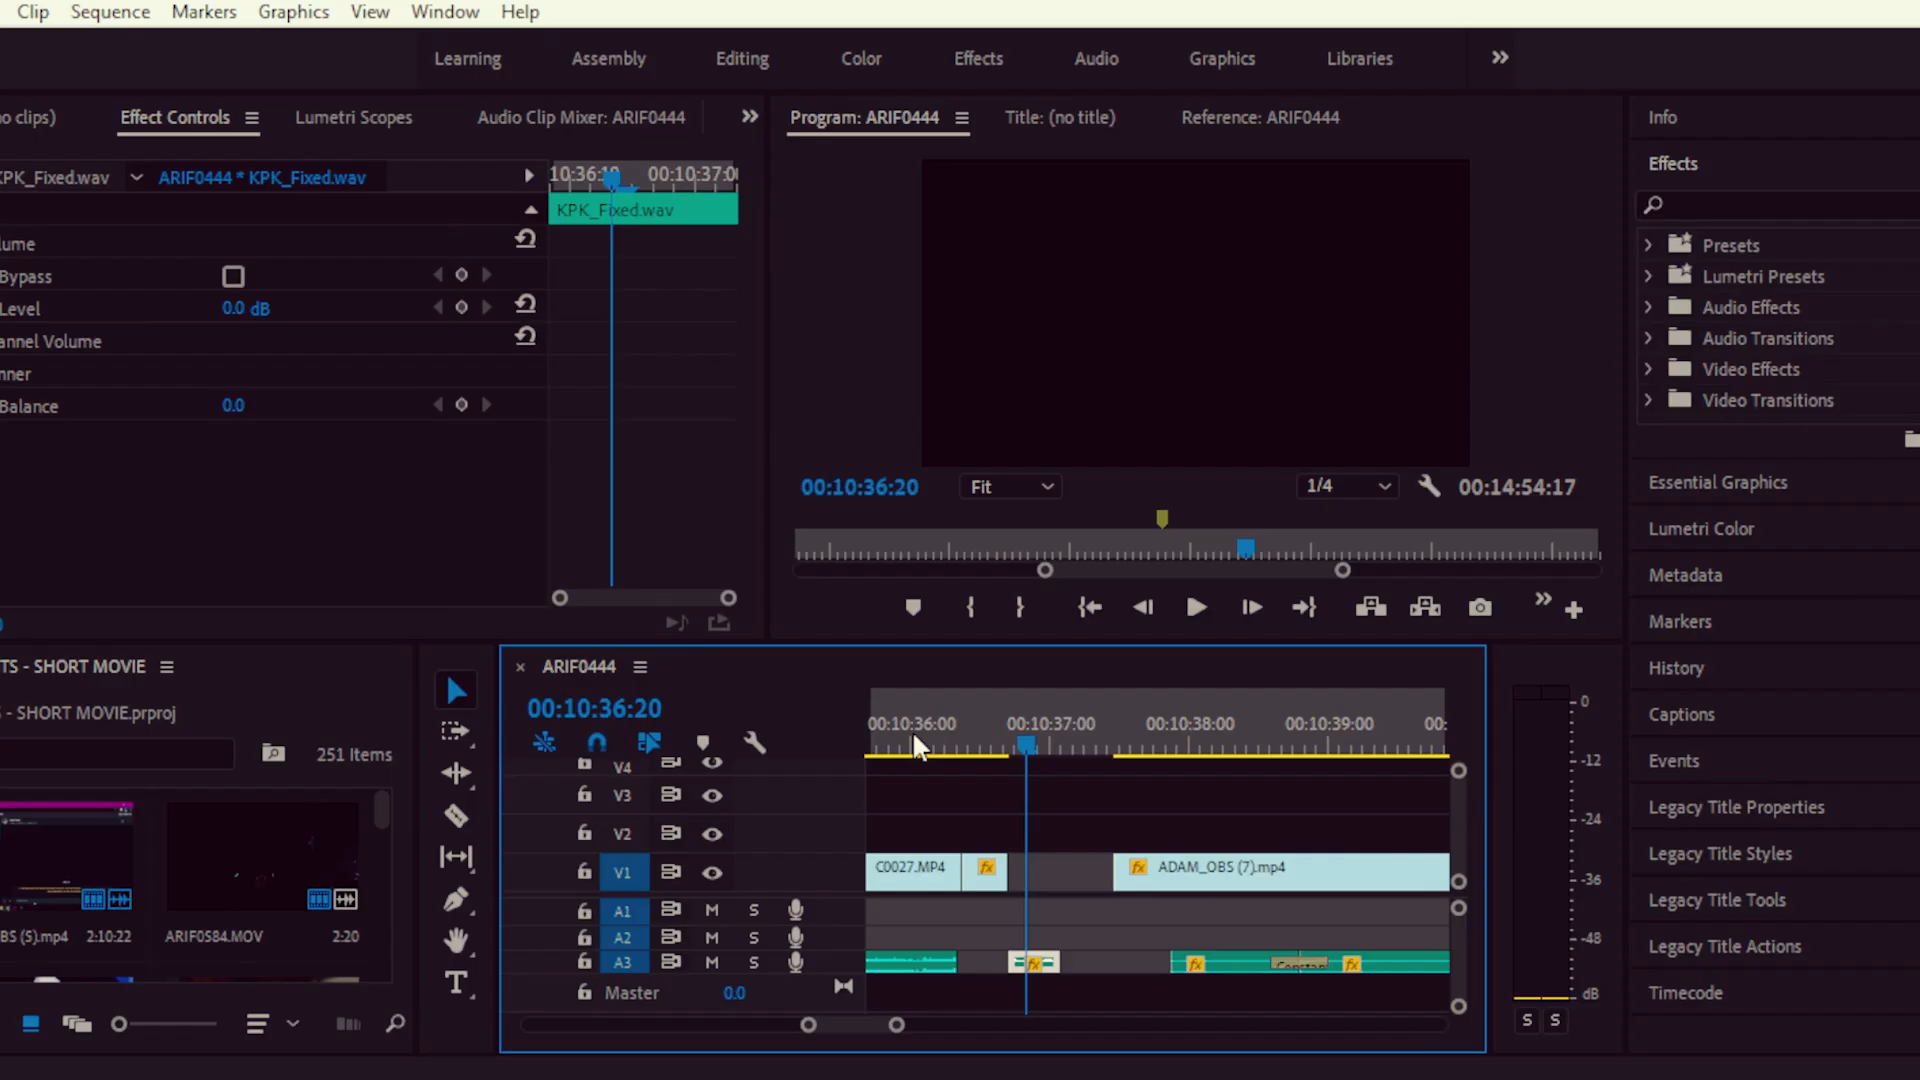 Clip Sequence Markers Graphics View Window Help
Learning Assembly Editing Color Effects Audio Graphics Libraries
o clips) Effect Controls Lumetri Scopes Audio Clip Mixer: ARIF0444
Program: ARIF0444 Title: (no title) Reference: ARIF0444
KPK_Fixed.wav ARIF0444 * KPK_Fixed.wav
10:36:19 00:10:37:0
KPK_Fixed.wav
lume
Bypass
Level 0.0 dB
annel Volume
nner
Balance 0.0
00:10:36:20 Fit 1/4 00:14:54:17
Info
Effects
Presets
Lumetri Presets
Audio Effects
Audio Transitions
Video Effects
Video Transitions
Essential Graphics
Lumetri Color
Metadata
Markers
History
Captions
Events
Legacy Title Properties
Legacy Title Styles
Legacy Title Tools
Legacy Title Actions
Timecode
TS - SHORT MOVIE
- SHORT MOVIE.prproj
251 Items
BS (5).mp4 2:10:22 ARIF0584.MOV 2:20
ARIF0444
00:10:36:20
00:10:36:00 00:10:37:00 00:10:38:00 00:10:39:00 00:
V4
V3
V2
V1 C0027.MP4 fx fx ADAM_OBS (7).mp4
A1 M S
A2 M S
A3 M S fx fx Constan fx
Master 0.0
0
-12
-24
-36
-48
dB
S S